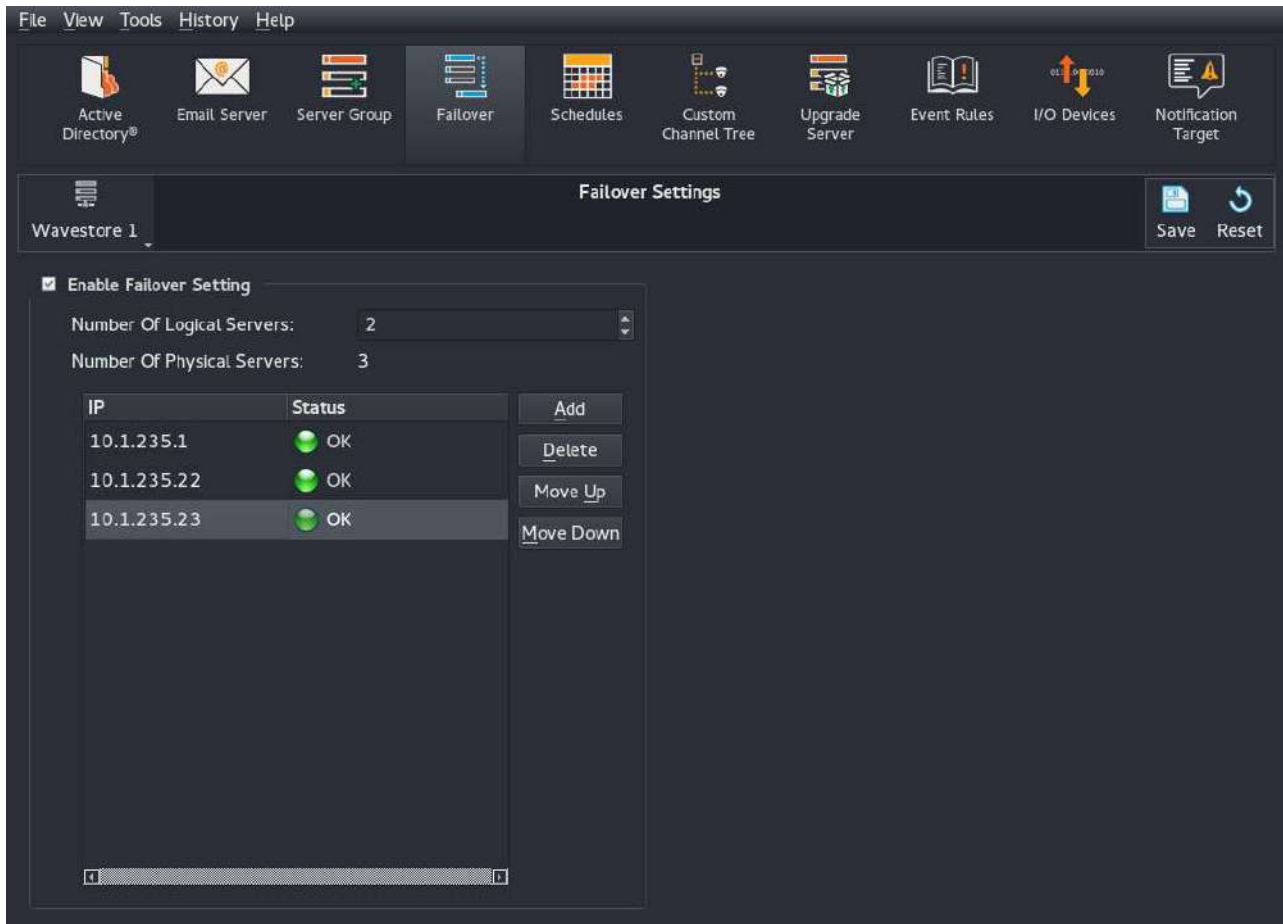 File View Tools History Help
Active Directory®
Email Server
Server Group
Failover
Schedules
Custom Channel Tree
Upgrade Server
Event Rules
I/O Devices
Notification Target
Wavestore 1
Failover Settings
Save
Reset
Enable Failover Setting
Number Of Logical Servers: 2
Number Of Physical Servers: 3
IP Status
Add
10.1.235.1 OK
Delete
10.1.235.22 OK
Move Up
10.1.235.23 OK
Move Down